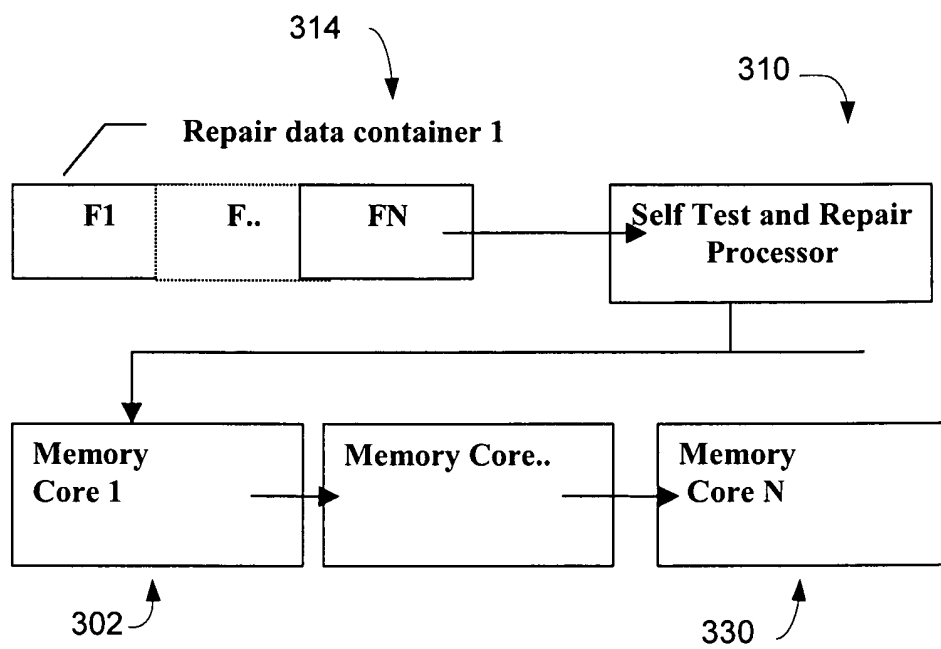 314
310
Repair data container 1
F1
F..
FN
Self Test and Repair
Processor
Memory
Core 1
Memory Core..
Memory
Core N
302
330